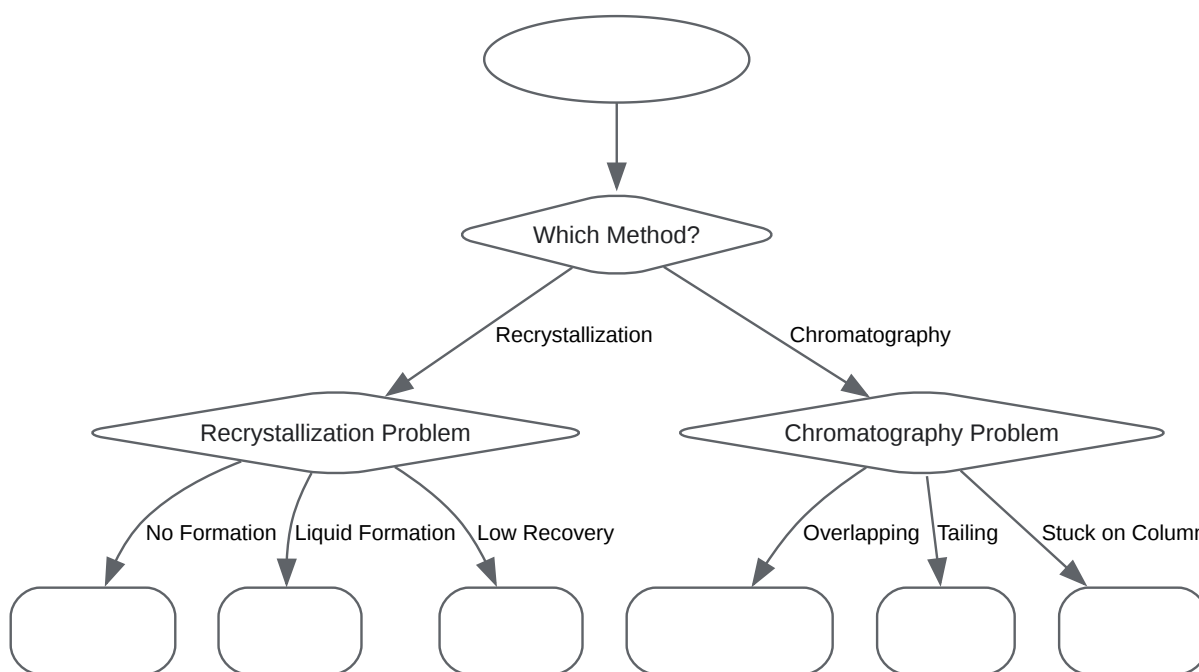 Which Method?
Recrystallization
Chromatography
Recrystallization Problem
Chromatography Problem
No Formation
Liquid Formation
Low Recovery
Overlapping
Tailing
Stuck on Column